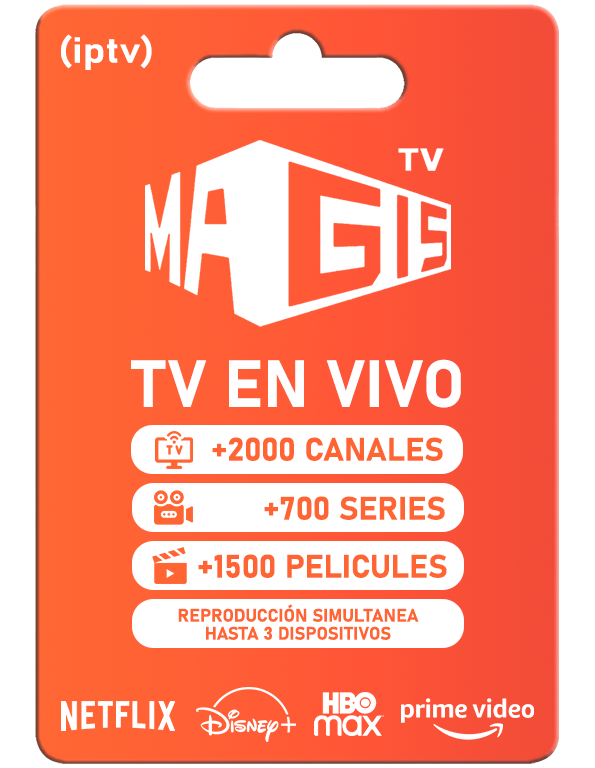 (iptv)
TV
MAGIS
TV EN VIVO
TV
+2000 CANALES
+700 SERIES
+1500 PELICULES
REPRODUCCIÓN SIMULTANEA
HASTA 3 DISPOSITIVOS
NETFLIX Disney+ HBO max prime video